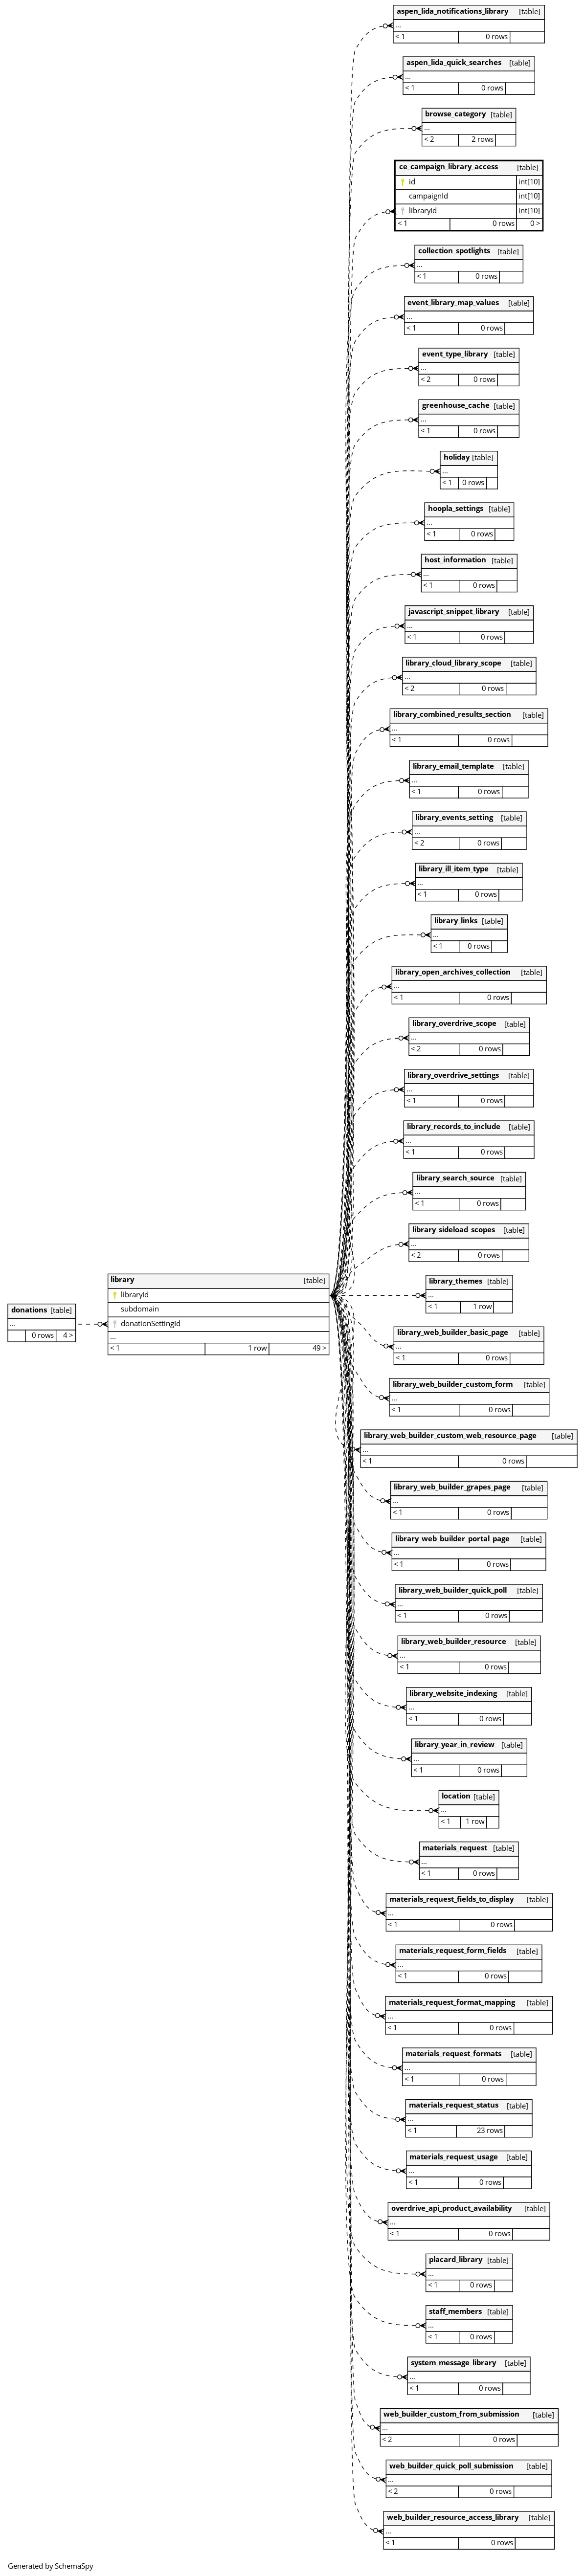 aspen_lida_notifications_library [table]
...
< 1 0 rows
aspen_lida_quick_searches [table]
...
< 1 0 rows
browse_category [table]
...
< 2 2 rows
ce_campaign_library_access [table]
id int[10]
campaignId int[10]
libraryId int[10]
< 1 0 rows 0 >
collection_spotlights [table]
...
< 1 0 rows
event_library_map_values [table]
...
< 1 0 rows
event_type_library [table]
...
< 2 0 rows
greenhouse_cache [table]
...
< 1 0 rows
holiday [table]
...
< 1 0 rows
hoopla_settings [table]
...
< 1 0 rows
host_information [table]
...
< 1 0 rows
javascript_snippet_library [table]
...
< 1 0 rows
library_cloud_library_scope [table]
...
< 2 0 rows
library_combined_results_section [table]
...
< 1 0 rows
library_email_template [table]
...
< 1 0 rows
library_events_setting [table]
...
< 2 0 rows
library_ill_item_type [table]
...
< 1 0 rows
library_links [table]
...
< 1 0 rows
library_open_archives_collection [table]
...
< 1 0 rows
library_overdrive_scope [table]
...
< 2 0 rows
library_overdrive_settings [table]
...
< 1 0 rows
library_records_to_include [table]
...
< 1 0 rows
library_search_source [table]
...
< 1 0 rows
library_sideload_scopes [table]
...
< 2 0 rows
library_themes [table]
...
< 1 1 row
donations [table]
...
0 rows 4 >
library [table]
libraryId
subdomain
donationSettingId
...
< 1 1 row 49 >
library_web_builder_basic_page [table]
...
< 1 0 rows
library_web_builder_custom_form [table]
...
< 1 0 rows
library_web_builder_custom_web_resource_page [table]
...
< 1 0 rows
library_web_builder_grapes_page [table]
...
< 1 0 rows
library_web_builder_portal_page [table]
...
< 1 0 rows
library_web_builder_quick_poll [table]
...
< 1 0 rows
library_web_builder_resource [table]
...
< 1 0 rows
library_website_indexing [table]
...
< 1 0 rows
library_year_in_review [table]
...
< 1 0 rows
location [table]
...
< 1 1 row
materials_request [table]
...
< 1 0 rows
materials_request_fields_to_display [table]
...
< 1 0 rows
materials_request_form_fields [table]
...
< 1 0 rows
materials_request_format_mapping [table]
...
< 1 0 rows
materials_request_formats [table]
...
< 1 0 rows
materials_request_status [table]
...
< 1 23 rows
materials_request_usage [table]
...
< 1 0 rows
overdrive_api_product_availability [table]
...
< 1 0 rows
placard_library [table]
...
< 1 0 rows
staff_members [table]
...
< 1 0 rows
system_message_library [table]
...
< 1 0 rows
web_builder_custom_from_submission [table]
...
< 2 0 rows
web_builder_quick_poll_submission [table]
...
< 2 0 rows
web_builder_resource_access_library [table]
...
< 1 0 rows
Generated by SchemaSpy